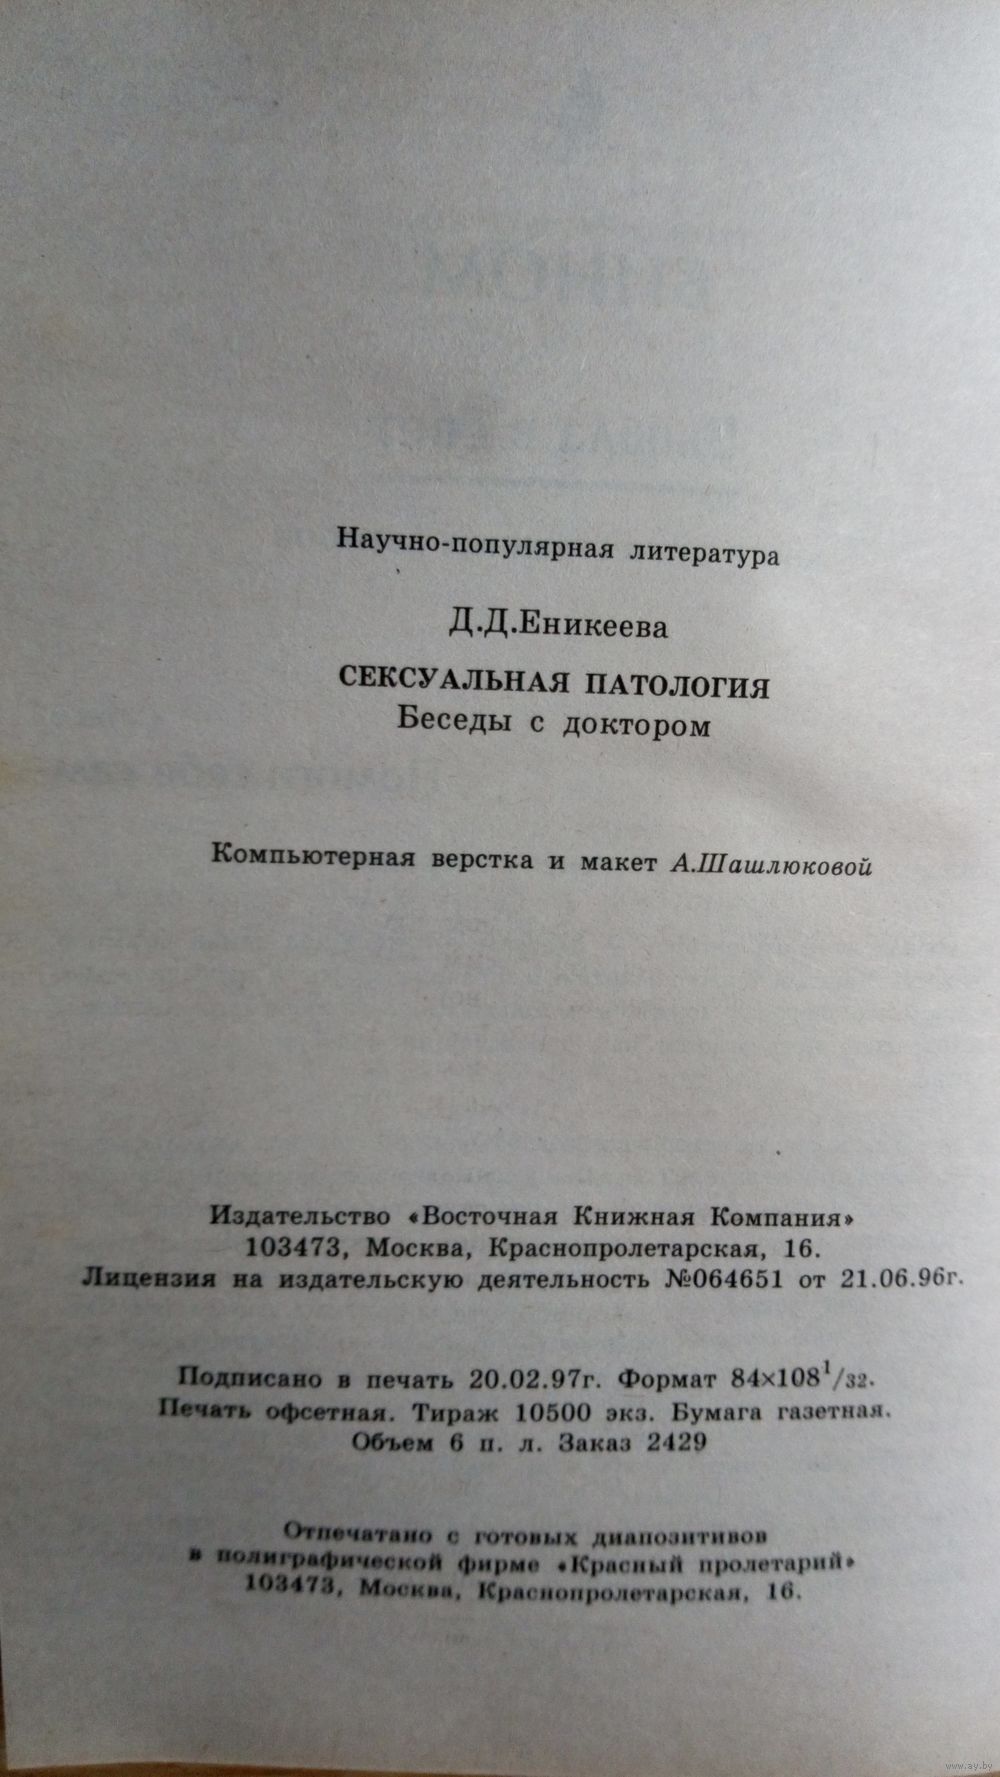 Научно-популярная литература
Д.Д.Еникеева
СЕКСУАЛЬНАЯ ПАТОЛОГИЯ
Беседы с доктором
Компьютерная верстка и макет А.Шашлюковой
Издательство «Восточная Книжная Компания»
103473, Москва, Краснопролетарская, 16.
Лицензия на издательскую деятельность №064651 от 21.06.96г.
Подписано в печать 20.02.97г. Формат 84×108¹/₃₂.
Печать офсетная. Тираж 10500 экз. Бумага газетная.
Объем 6 п. л. Заказ 2429
Отпечатано с готовых диапозитивов
в полиграфической фирме «Красный пролетарий»
103473, Москва, Краснопролетарская, 16.
www.ay.by